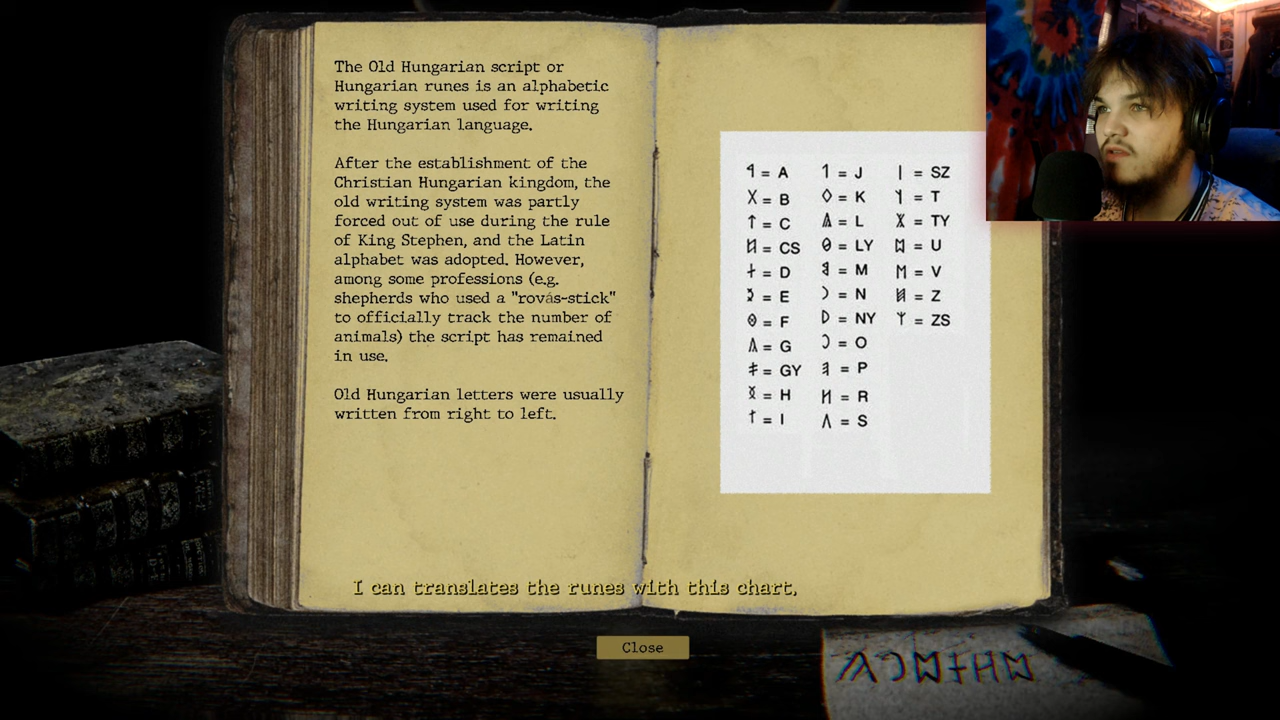 The Old Hungarian script or
Hungarian runes is an alphabetic
writing system used for writing
the Hungarian language.
After the establishment of the
Christian Hungarian kingdom, the
old writing system was partly
forced out of use during the rule
of King Stephen, and the Latin
alphabet was adopted. However,
among some professions (e.g.
shepherds who used a "rovás-stick"
to officially track the number of
animals) the script has remained
in use.
Old Hungarian letters were usually
written from right to left.
= A
= B
= C
= CS
= D
= E
= F
= G
= GY
= H
= I
= J
= K
= L
= LY
= M
= N
= NY
= O
= P
= R
= S
= SZ
= T
= TY
= U
= V
= Z
= ZS
I can translates the runes with this chart.
Close